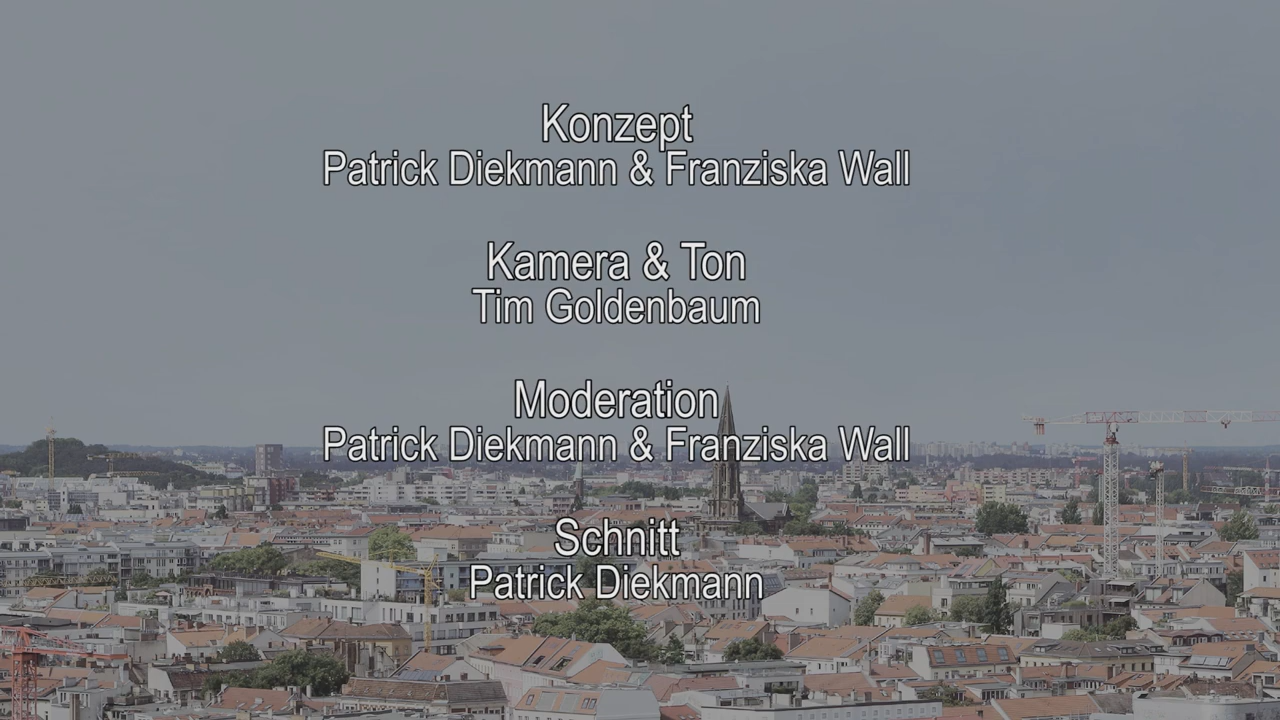 Konzept
Patrick Diekmann & Franziska Wall
Kamera & Ton
Tim Goldenbaum
Moderation
Patrick Diekmann & Franziska Wall
Schnitt
Patrick Diekmann